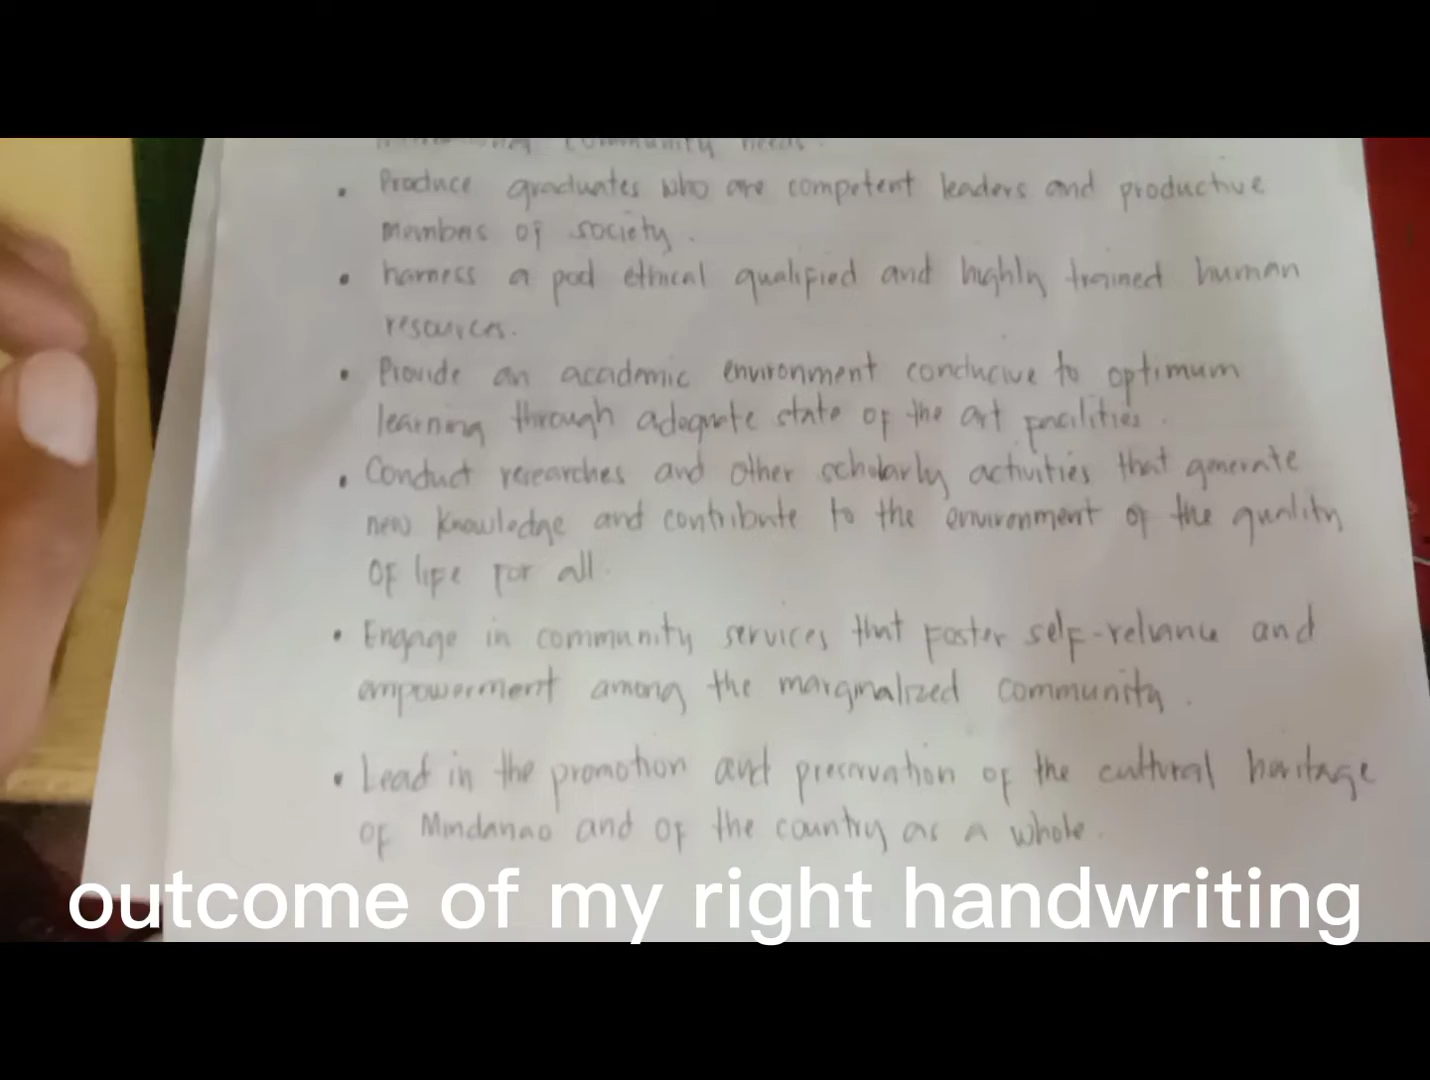 community needs.
• Produce graduates who are competent leaders and productive
members of society.
• harness a pool ethical qualified and highly trained human
resources.
• Provide an academic environment conducive to optimum
learning through adequate state of the art facilities.
• Conduct researches and other scholarly activities that generate
new knowledge and contribute to the environment of the quality
of life for all.
• Engage in community services that foster self-reliance and
empowerment among the marginalized community.
• Lead in the promotion and preservation of the cultural heritage
of Mindanao and of the country as a whole.
outcome of my right handwriting